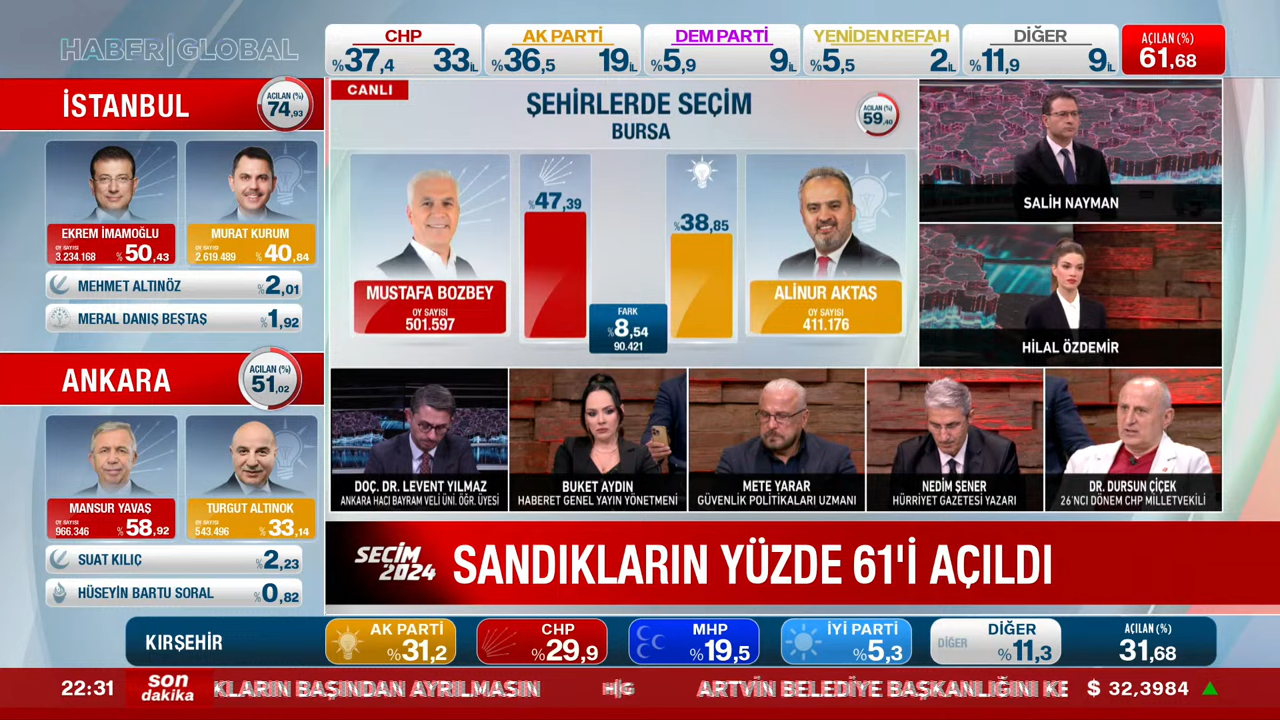 HABER GLOBAL
CHP
%37,4 33İL
AK PARTİ
%36,5 19İL
DEM PARTİ
%5,9 9İL
YENİDEN REFAH
%5,5 2İL
DİĞER
%11,9 9İL
AÇILAN (%)
61,68
İSTANBUL
AÇILAN (%)
74,93
EKREM İMAMOĞLU
OY SAYISI
3.234.168 %50,43
MURAT KURUM
OY SAYISI
2.619.489 %40,84
MEHMET ALTINÖZ %2,01
MERAL DANIŞ BEŞTAŞ %1,92
ANKARA
AÇILAN (%)
51,02
MANSUR YAVAŞ
OY SAYISI
966.346 %58,92
TURGUT ALTINOK
OY SAYISI
543.496 %33,14
SUAT KILIÇ %2,23
HÜSEYİN BARTU SORAL %0,82
CANLI
ŞEHİRLERDE SEÇİM
BURSA
AÇILAN (%)
59,40
MUSTAFA BOZBEY
OY SAYISI
501.597
%47,39
FARK
%8,54
90.421
%38,85
ALİNUR AKTAŞ
OY SAYISI
411.176
SALİH NAYMAN
HİLAL ÖZDEMİR
DOÇ. DR. LEVENT YILMAZ
ANKARA HACI BAYRAM VELİ ÜNİ. ÖĞR. ÜYESİ
BUKET AYDIN
HABERET GENEL YAYIN YÖNETMENİ
METE YARAR
GÜVENLİK POLİTİKALARI UZMANI
NEDİM ŞENER
HÜRRİYET GAZETESİ YAZARI
DR. DURSUN ÇİÇEK
26'NCI DÖNEM CHP MİLLETVEKİLİ
SEÇİM
2024
SANDIKLARIN YÜZDE 61'İ AÇILDI
KIRŞEHİR
AK PARTİ
%31,2
CHP
%29,9
MHP
%19,5
İYİ PARTİ
%5,3
DİĞER
DİĞER
%11,3
AÇILAN (%)
31,68
22:31
son
dakika
KLARIN BAŞINDAN AYRILMASIN H|G ARTVİN BELEDİYE BAŞKANLIĞINI KE
$ 32,3984